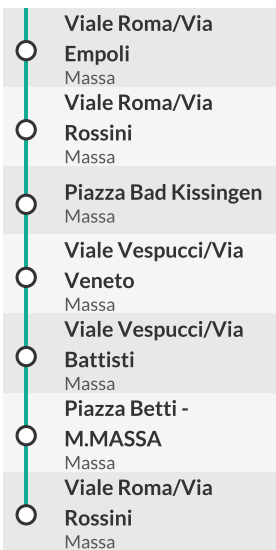 Viale Roma/Via
Empoli
Massa
Viale Roma/Via
Rossini
Massa
Piazza Bad Kissingen
Massa
Viale Vespucci/Via
Veneto
Massa
Viale Vespucci/Via
Battisti
Massa
Piazza Betti -
M.MASSA
Massa
Viale Roma/Via
Rossini
Massa